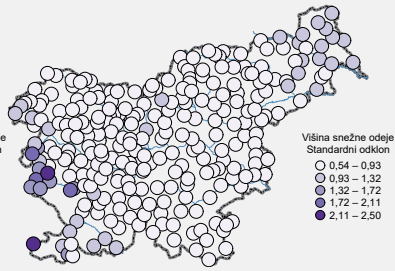 Višina snežne odeje
Standardni odklon
0,54 – 0,93
0,93 – 1,32
1,32 – 1,72
1,72 – 2,11
2,11 – 2,50